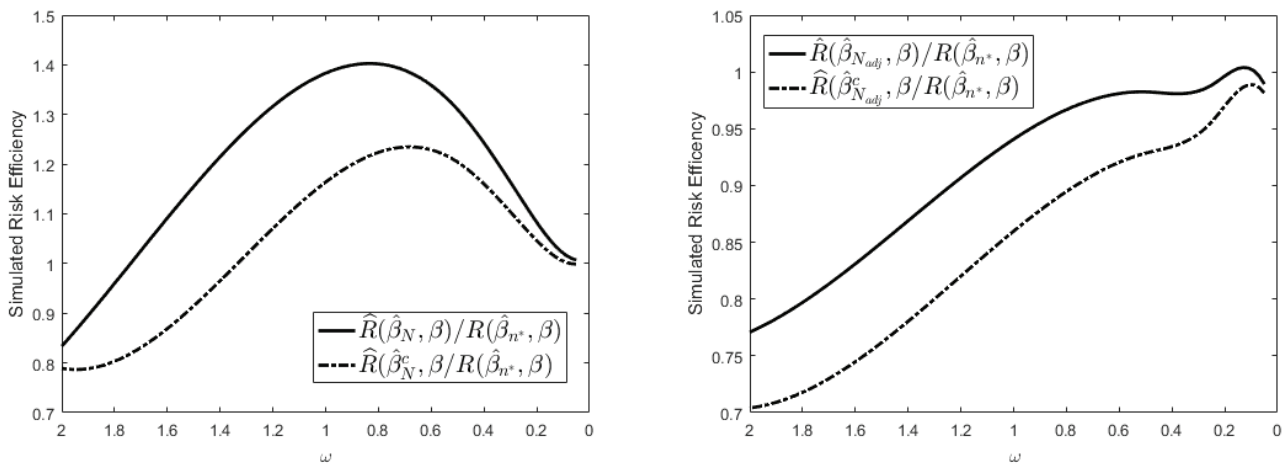 1.5
1.4
1.3
1.2
1.1
1
0.9
0.8
0.7
Simulated Risk Efficiency
R̂(β̂_N, β)/R(β̂_{n*}, β)
R̂(β̂^c_N, β/R(β̂_{n*}, β)
2 1.8 1.6 1.4 1.2 1 0.8 0.6 0.4 0.2 0
ω
1.05
1
0.95
0.9
0.85
0.8
0.75
0.7
Simulated Risk Efficency
R̂(β̂_{N_{adj}}, β)/R(β̂_{n*}, β)
R̂(β̂^c_{N_{adj}}, β/R(β̂_{n*}, β)
2 1.8 1.6 1.4 1.2 1 0.8 0.6 0.4 0.2 0
ω